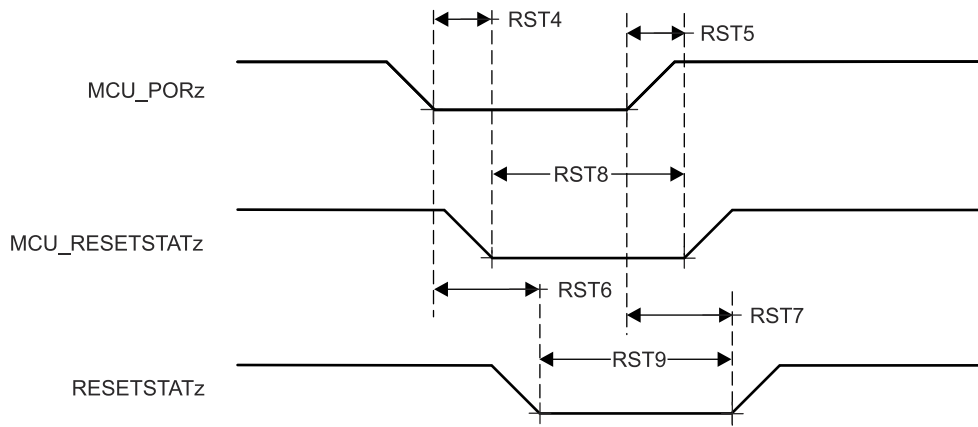 RST4
RST5
MCU_PORz
RST8
MCU_RESETSTATz
RST6
RST7
RST9
RESETSTATz